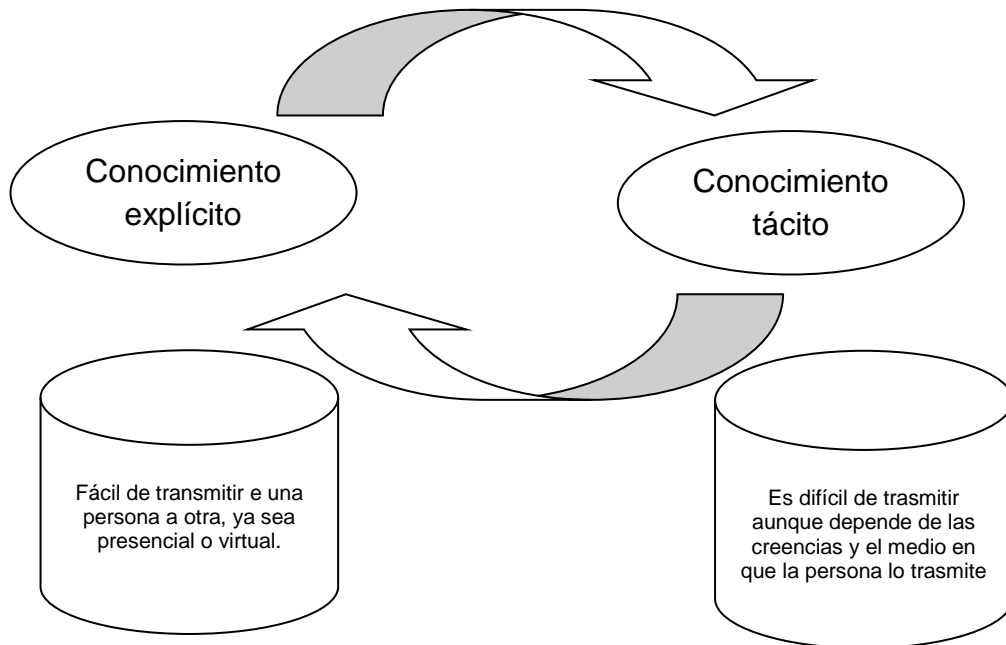 Conocimiento
explícito
Conocimiento
tácito
Fácil de transmitir e una
persona a otra, ya sea
presencial o virtual.
Es difícil de trasmitir
aunque depende de las
creencias y el medio en
que la persona lo trasmite